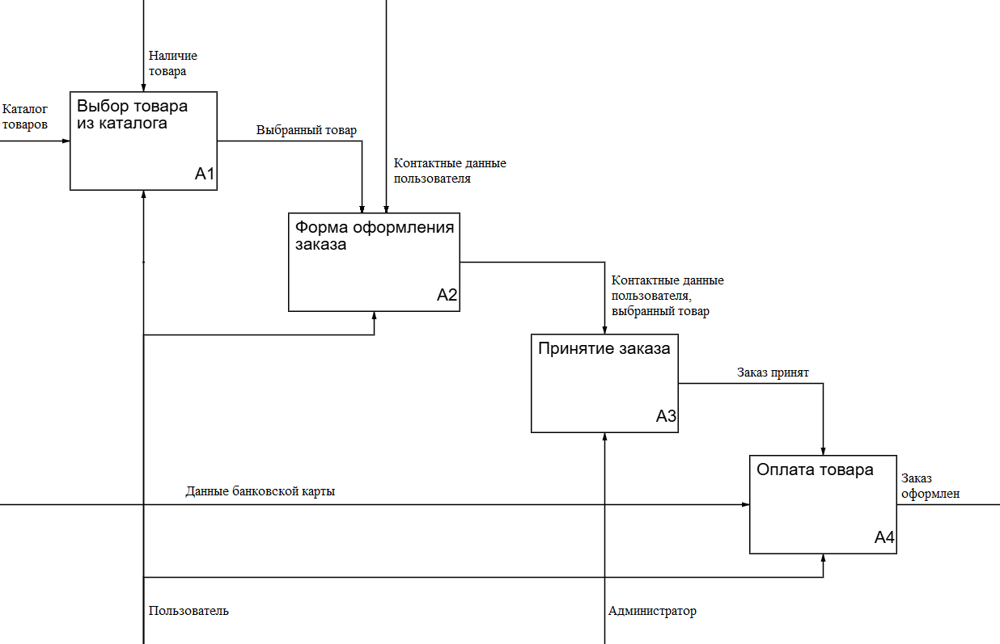 Наличие
товара
Каталог
товаров
Выбор товара
из каталога
A1
Выбранный товар
Контактные данные
пользователя
Форма оформления
заказа
A2
Контактные данные
пользователя,
выбранный товар
Принятие заказа
A3
Заказ принят
Оплата товара
A4
Заказ
оформлен
Данные банковской карты
Пользователь
Администратор